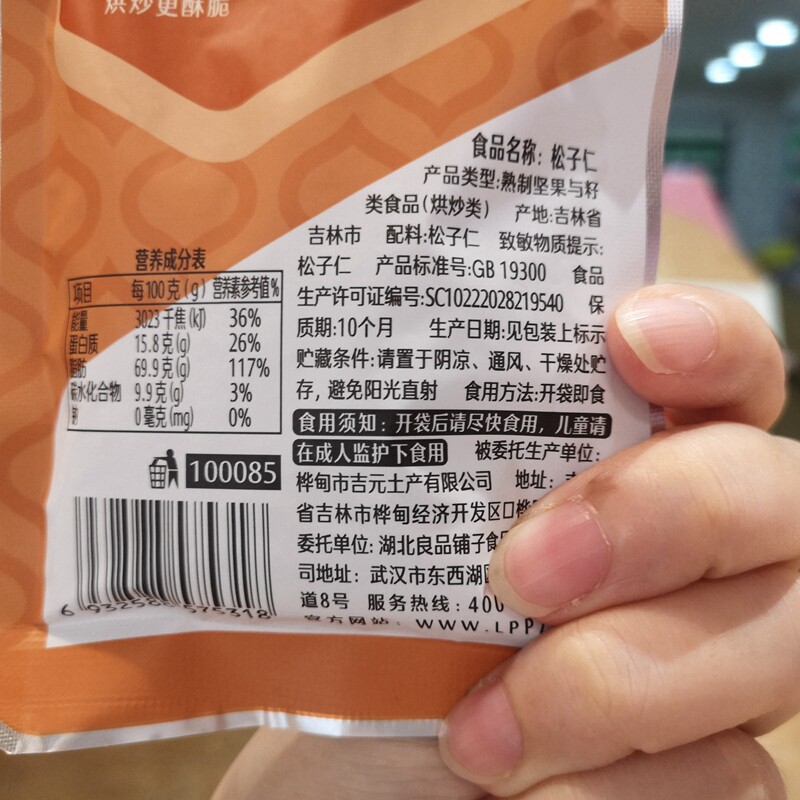 烘炒更酥脆
食品名称：松子仁
产品类型:熟制坚果与籽
类食品(烘炒类) 产地:吉林省
吉林市 配料:松子仁 致敏物质提示:
松子仁 产品标准号:GB 19300 食品
生产许可证编号:SC10222028219540 保
质期:10个月 生产日期:见包装上标示
贮藏条件:请置于阴凉、通风、干燥处贮
存，避免阳光直射 食用方法:开袋即食
食用须知：开袋后请尽快食用，儿童请
在成人监护下食用 被委托生产单位:
桦甸市吉元土产有限公司 地址:
省吉林市桦甸经济开发区口
委托单位: 湖北良品铺子食
司地址： 武汉市东西湖
道8号 服务热线: 400
官方网站: WWW.LPPZ
营养成分表
项目 每100克(g) 营养素参考值%
能量 3023千焦(kJ) 36%
蛋白质 15.8克(g) 26%
脂肪 69.9克(g) 117%
碳水化合物 9.9克(g) 3%
钠 0毫克(mg) 0%
100085
6 932588 575318